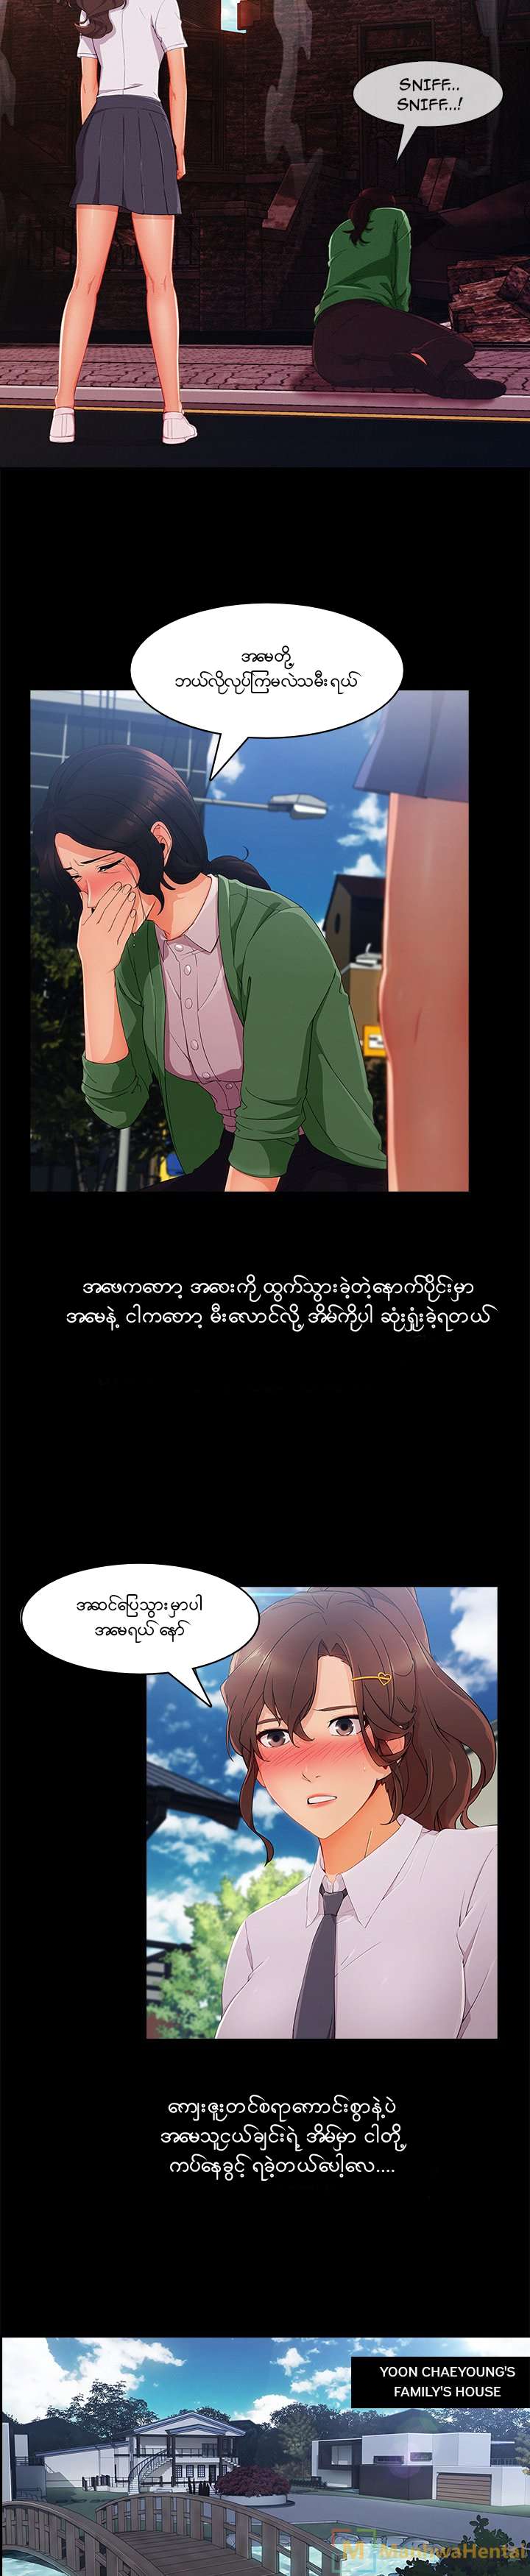 SNIFF...
SNIFF...!
အမေတို့
ဘယ်လိုလုပ်ကြမလဲသမီးရယ်
အဖေကတော့ အဝေးကို ထွက်သွားခဲ့တဲ့နောက်ပိုင်းမှာ
အမေနဲ့ ငါကတော့ မီးလောင်လို့ အိမ်ကိုပါ ဆုံးရှုံးခဲ့ရတယ်
အဆင်ပြေသွားမှာပါ
အမေရယ် နော်
ကျေးဇူးတင်စရာကောင်းစွာနဲ့ပဲ
အမေသူငယ်ချင်းရဲ့ အိမ်မှာ ငါတို့
ကပ်နေခွင့် ရခဲ့တယ်ပေါ့လေ....
YOON CHAEYOUNG'S
FAMILY'S HOUSE
M ManhwaHentai